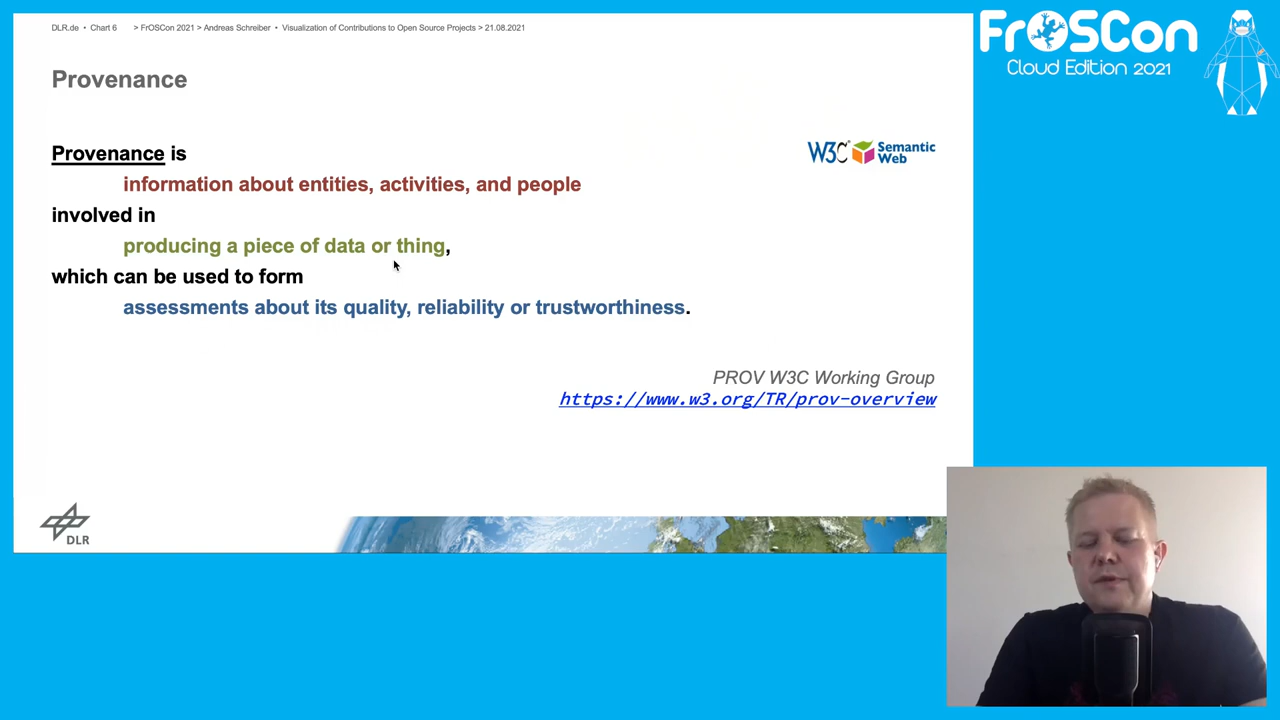 DLR.de • Chart 6 > FrOSCon 2021 > Andreas Schreiber • Visualization of Contributions to Open Source Projects > 21.08.2021
FrOSCon
Cloud Edition 2021
Provenance
Provenance is
W3C® Semantic Web
information about entities, activities, and people
involved in
producing a piece of data or thing,
which can be used to form
assessments about its quality, reliability or trustworthiness.
PROV W3C Working Group
https://www.w3.org/TR/prov-overview
DLR